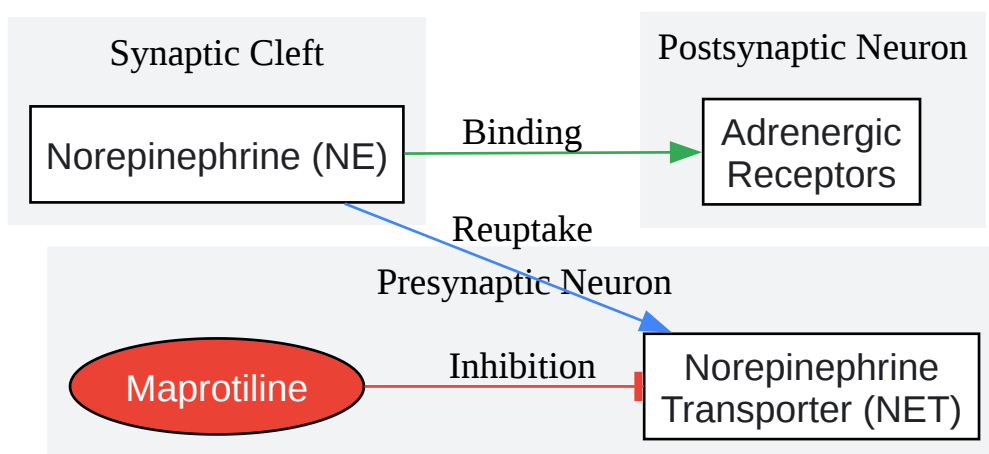 Synaptic Cleft
Postsynaptic Neuron
Norepinephrine (NE)
Binding
Adrenergic
Receptors
Reuptake
Presynaptic Neuron
Maprotiline
Inhibition
Norepinephrine
Transporter (NET)